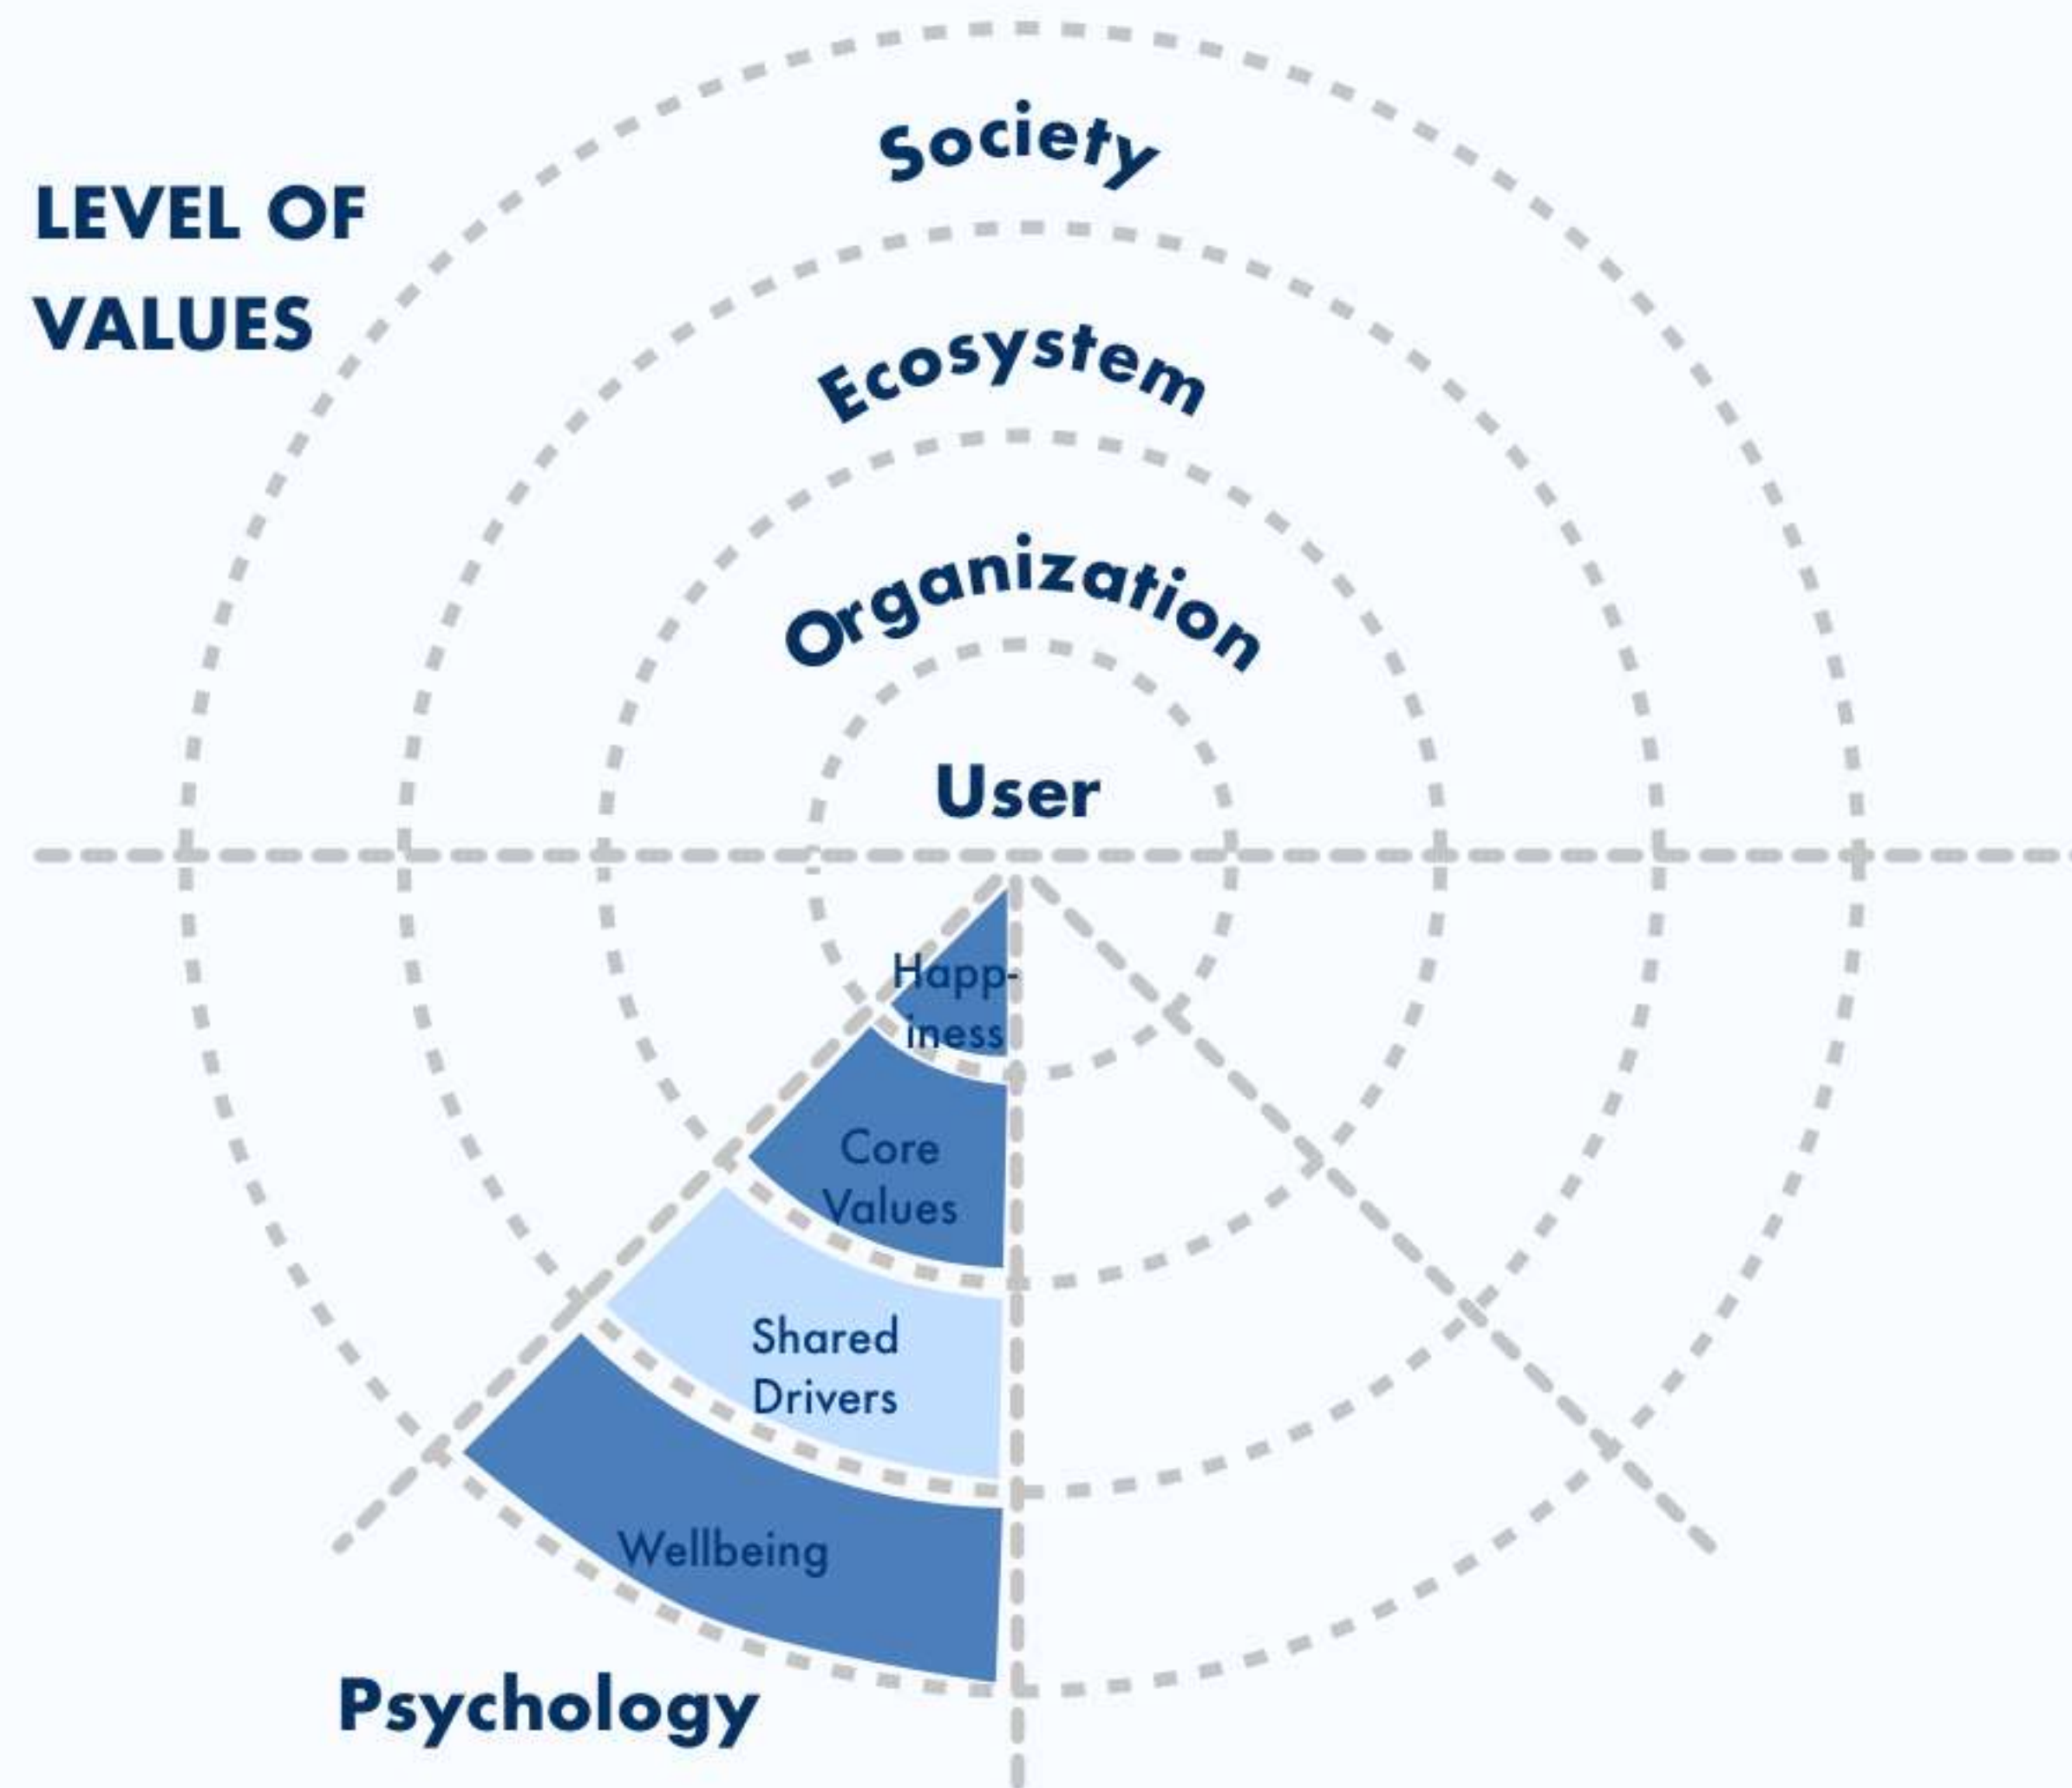 Society
LEVEL OF
VALUES
Ecosystem
Organization
User
Happ-
iness
Core
Values
Shared
Drivers
Wellbeing
Psychology